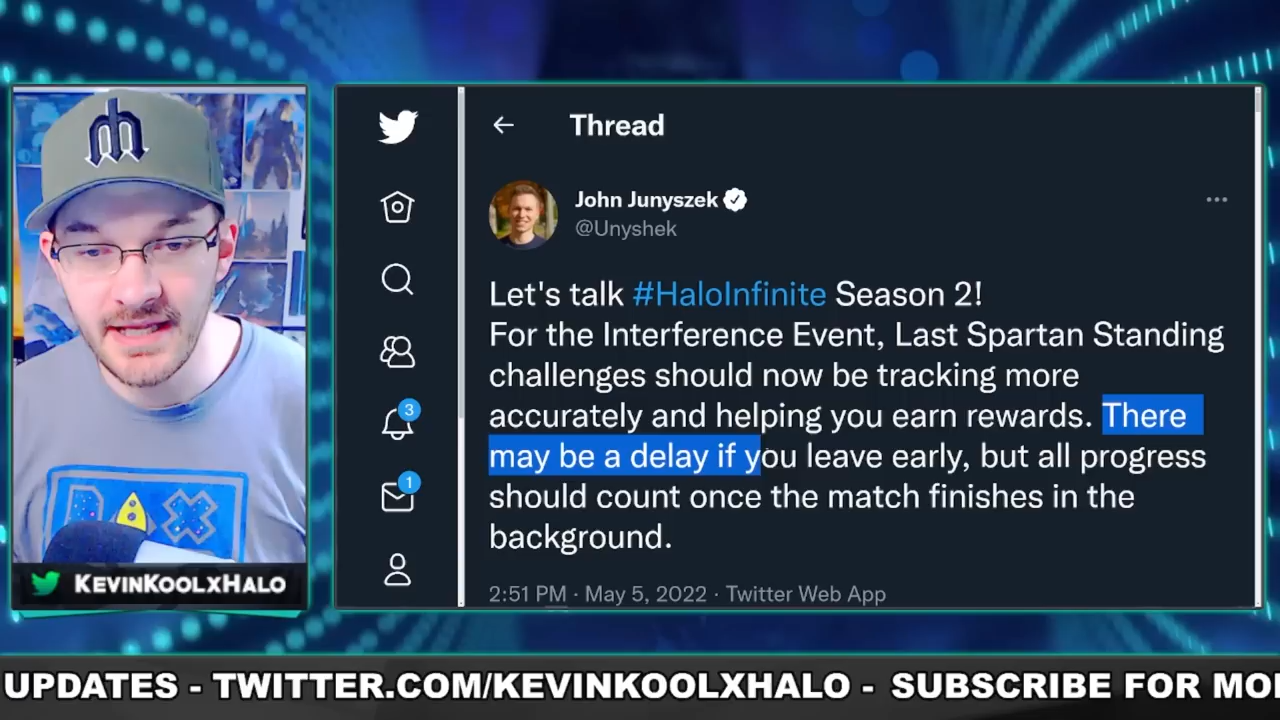 Thread
John Junyszek
@Unyshek
Let's talk #HaloInfinite Season 2!
For the Interference Event, Last Spartan Standing
challenges should now be tracking more
accurately and helping you earn rewards. There
may be a delay if you leave early, but all progress
should count once the match finishes in the
background.
2:51 PM · May 5, 2022 · Twitter Web App
3
1
KEVINKOOLXHALO
UPDATES - TWITTER.COM/KEVINKOOLXHALO - SUBSCRIBE FOR MO